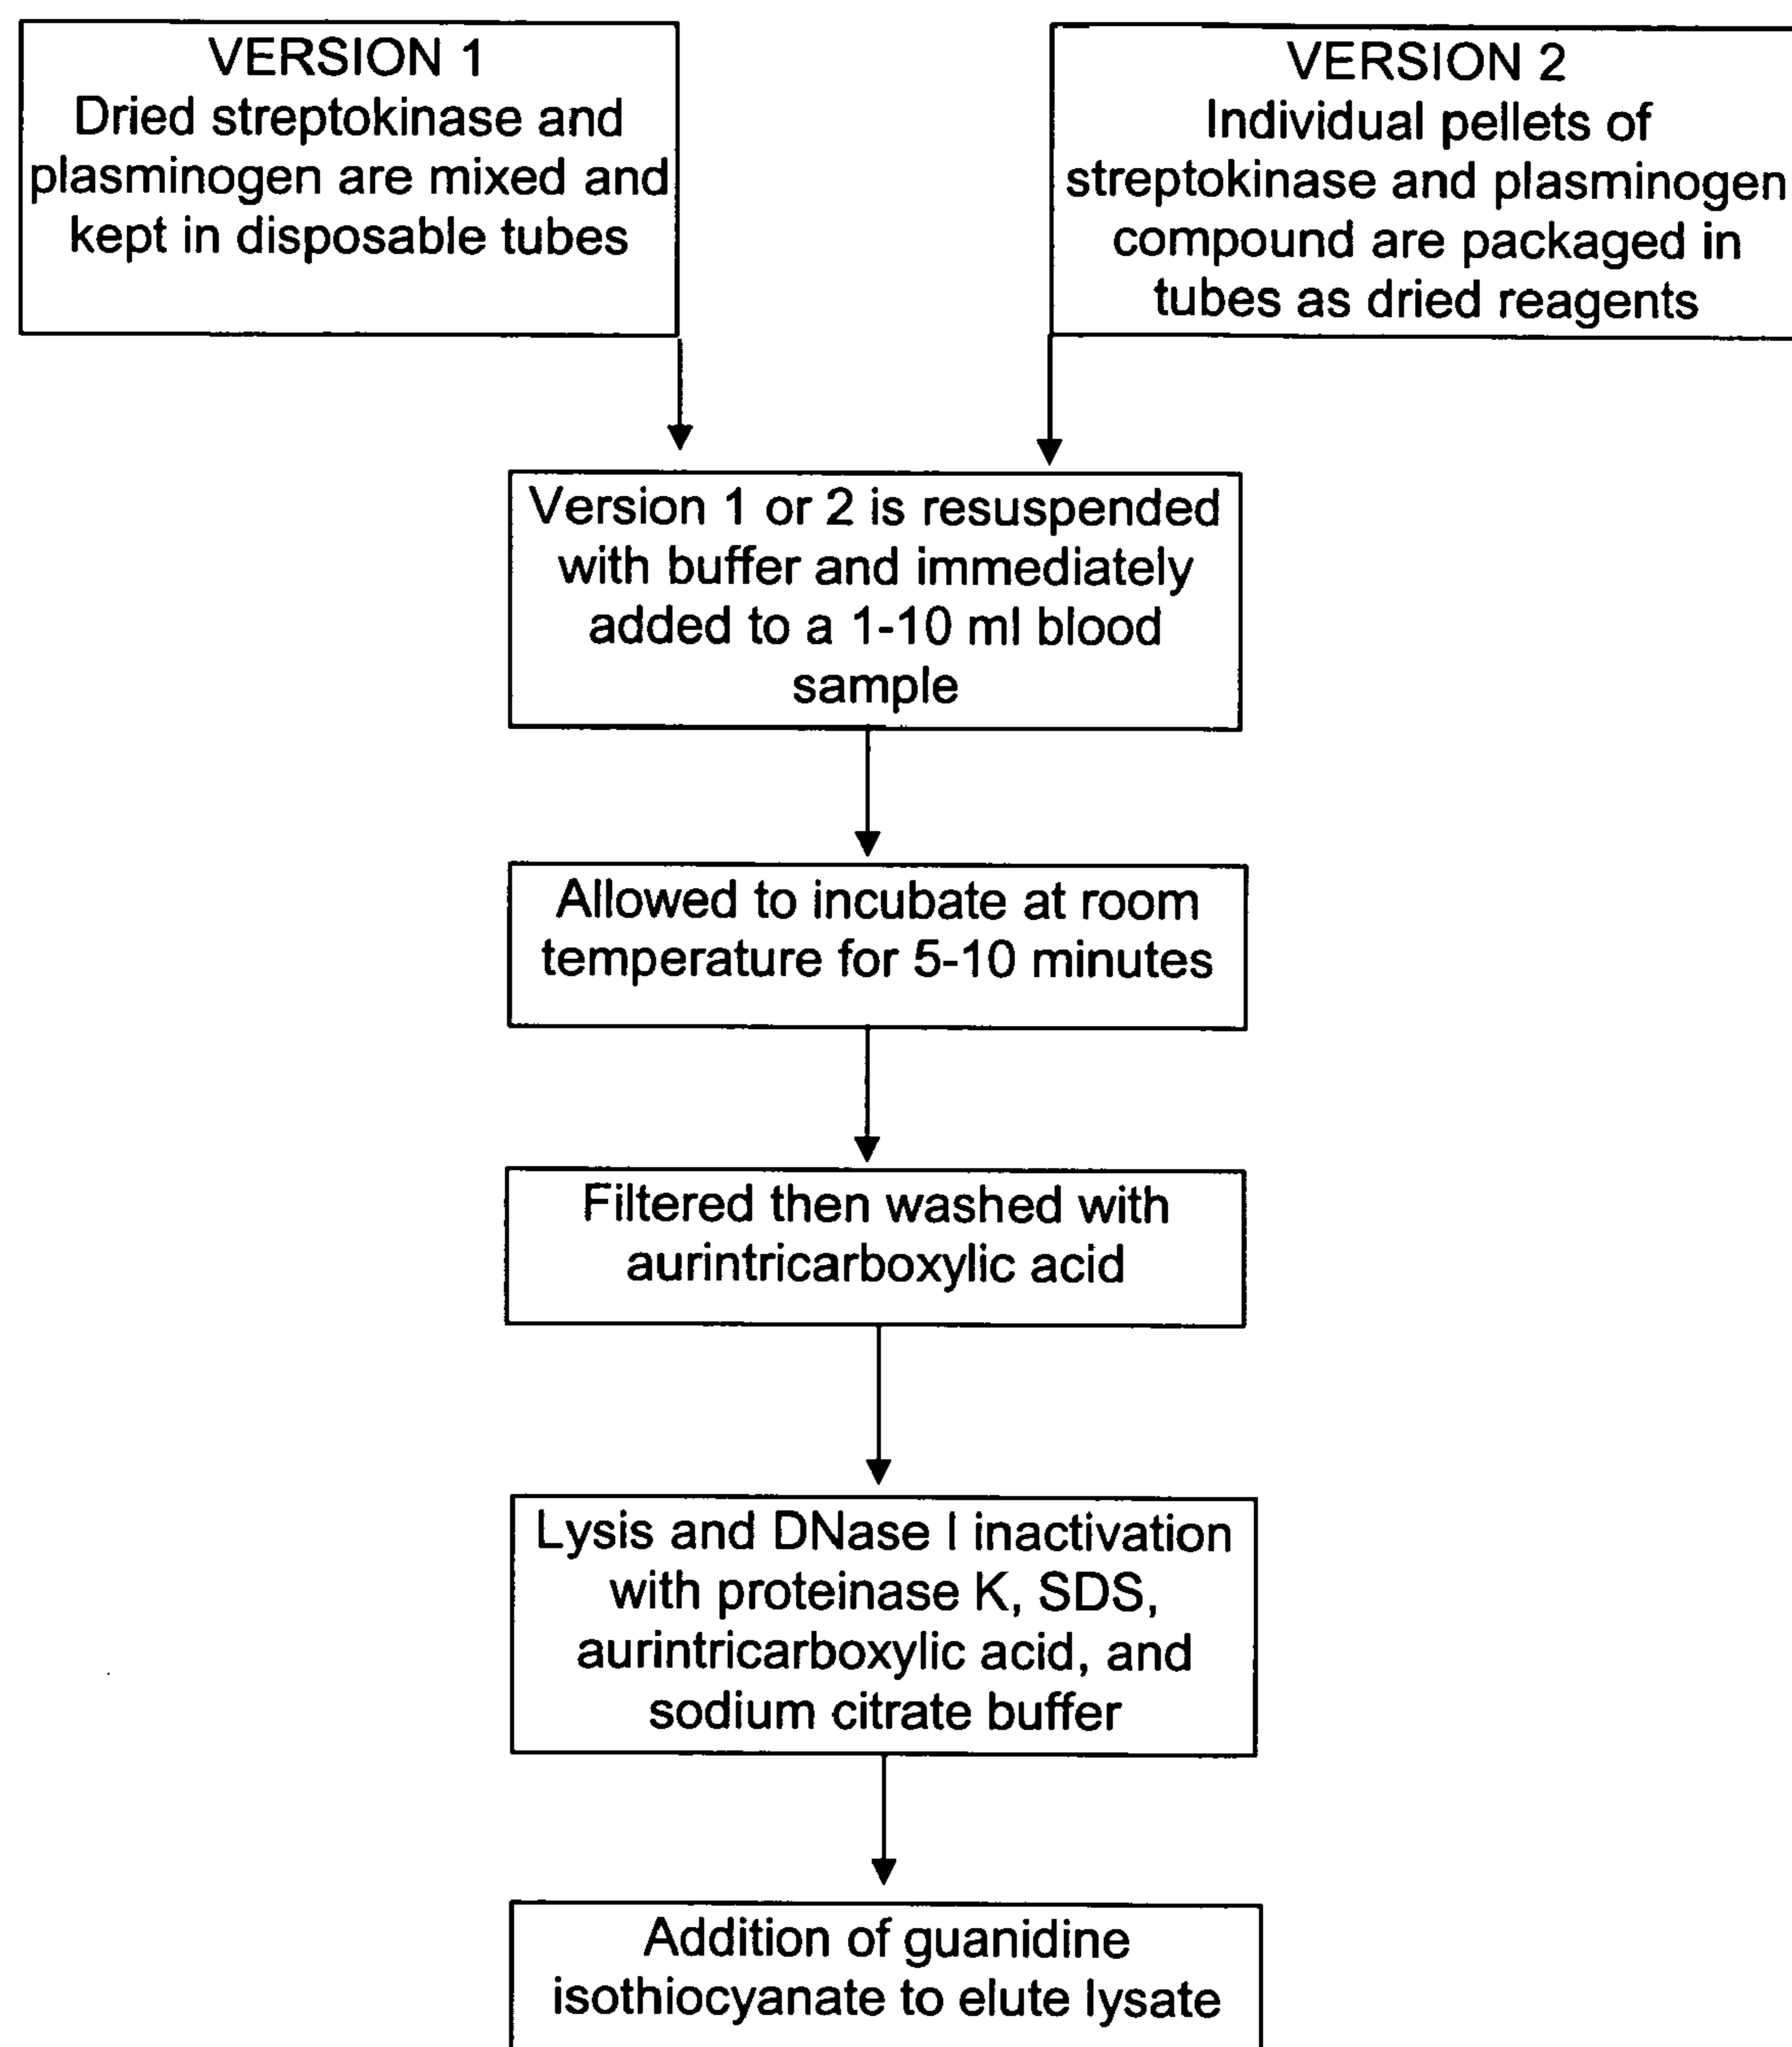 VERSION 1
Dried streptokinase and
plasminogen are mixed and
kept in disposable tubes
VERSION 2
Individual pellets of
streptokinase and plasminogen
compound are packaged in
tubes as dried reagents
Version 1 or 2 is resuspended
with buffer and immediately
added to a 1-10 ml blood
sample
Allowed to incubate at room
temperature for 5-10 minutes
Filtered then washed with
aurintricarboxylic acid
Lysis and DNase I inactivation
with proteinase K, SDS,
aurintricarboxylic acid, and
sodium citrate buffer
Addition of guanidine
isothiocyanate to elute lysate